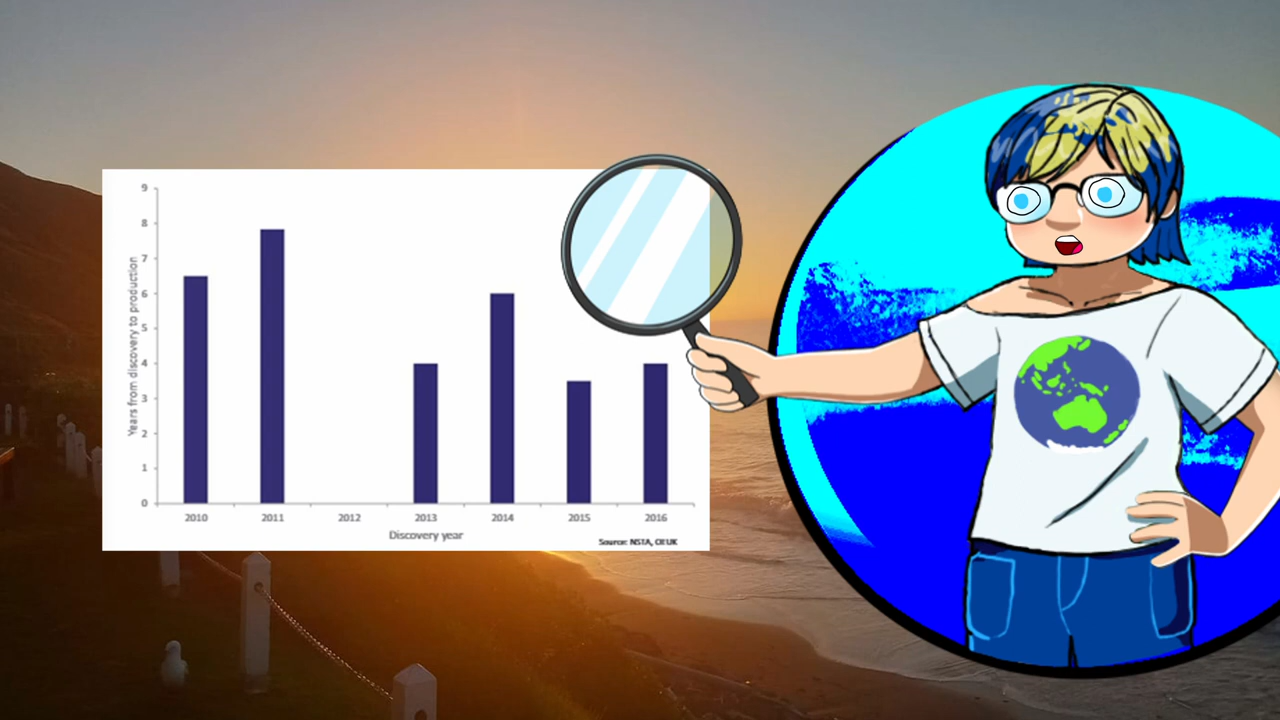 9
8
7
6
5
4
3
2
1
0
Years from discovery to production
2010 2011 2012 2013 2014 2015 2016
Discovery year
Source: NSTA, OEUK